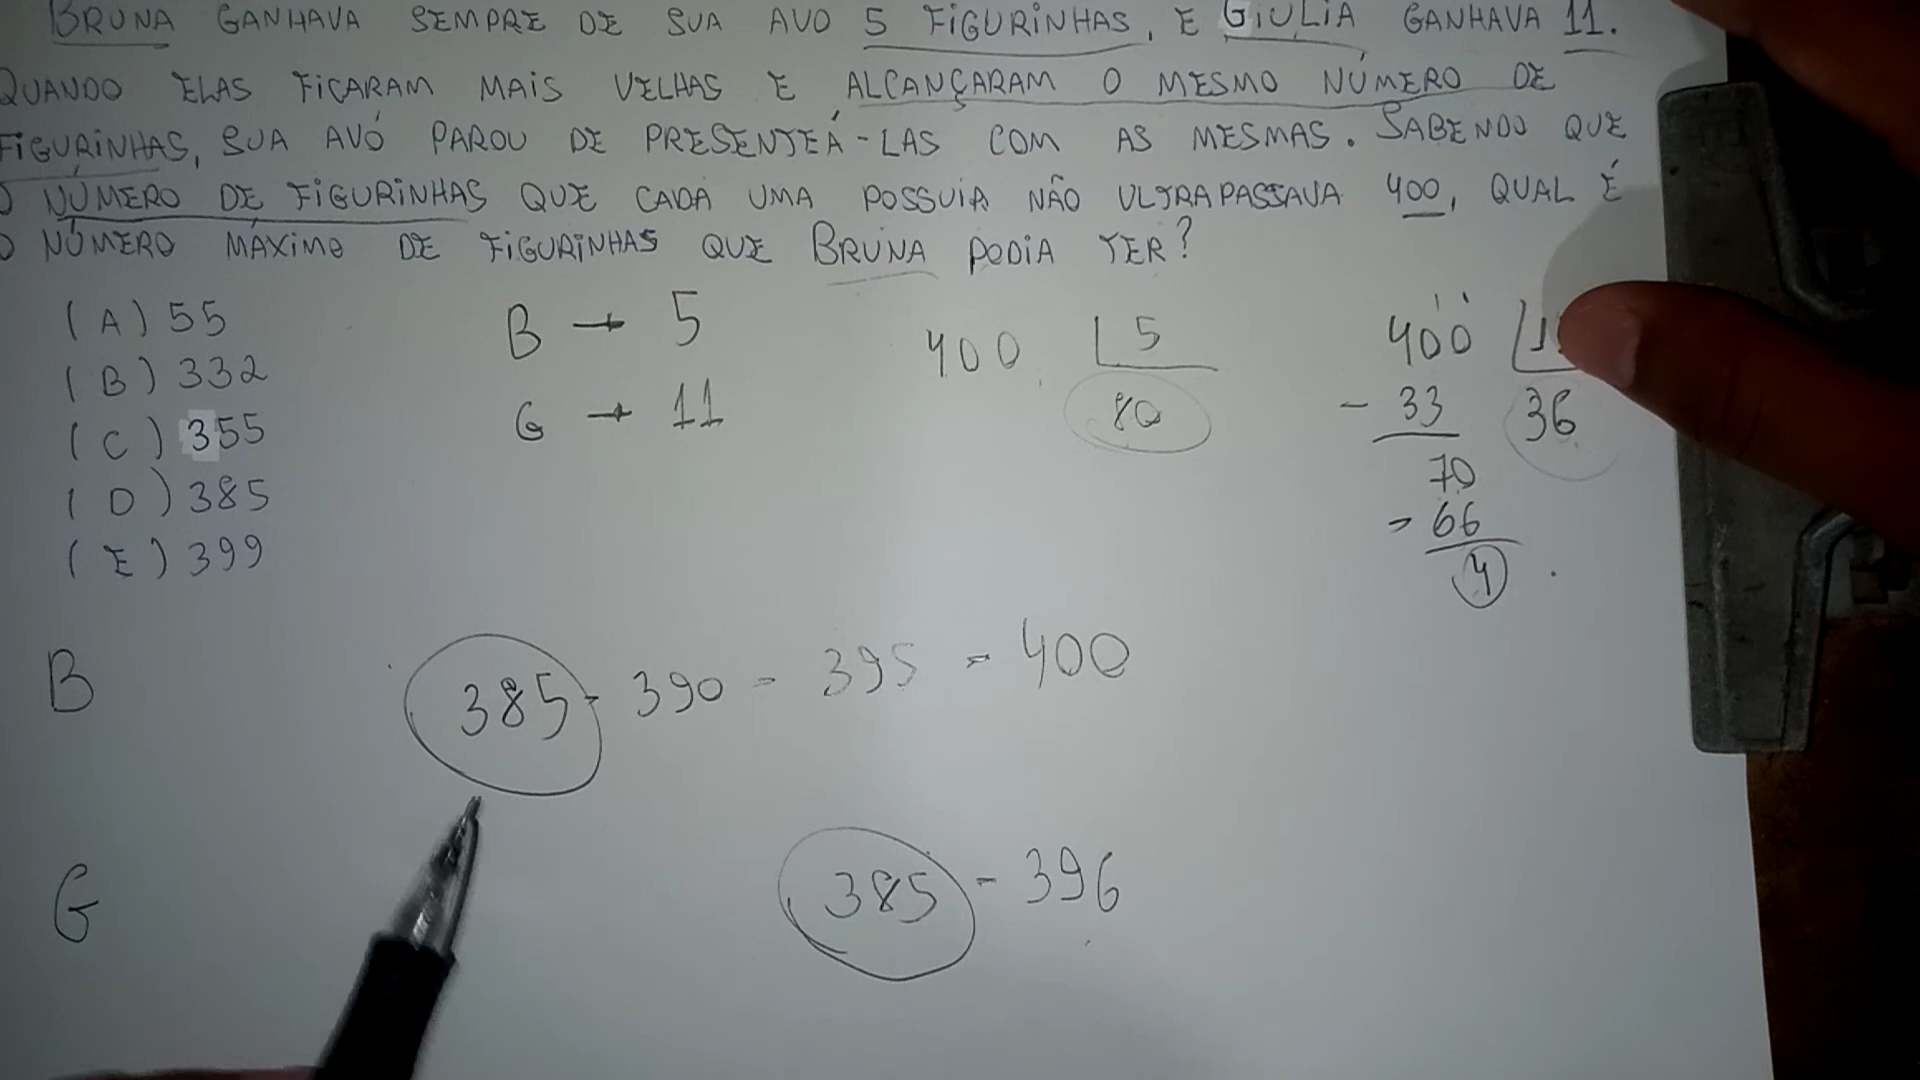 BRUNA GANHAVA SEMPRE DE SUA AVO 5 FIGURINHAS, E GIULIA GANHAVA 11.
QUANDO ELAS FICARAM MAIS VELHAS E ALCANÇARAM O MESMO NÚMERO DE
FIGURINHAS, SUA AVÓ PAROU DE PRESENTEÁ-LAS COM AS MESMAS. SABENDO QUE
O NÚMERO DE FIGURINHAS QUE CADA UMA POSSUIA NÃO ULTRAPASSAVA 400, QUAL É
O NÚMERO MÁXIMO DE FIGURINHAS QUE BRUNA PODIA TER?
(A) 55
(B) 332
(C) 355
(D) 385
(E) 399
B → 5
G → 11
400 5
80
400
- 33 36
70
- 66
4
B 385 - 390 - 395 - 400
G 385 - 396